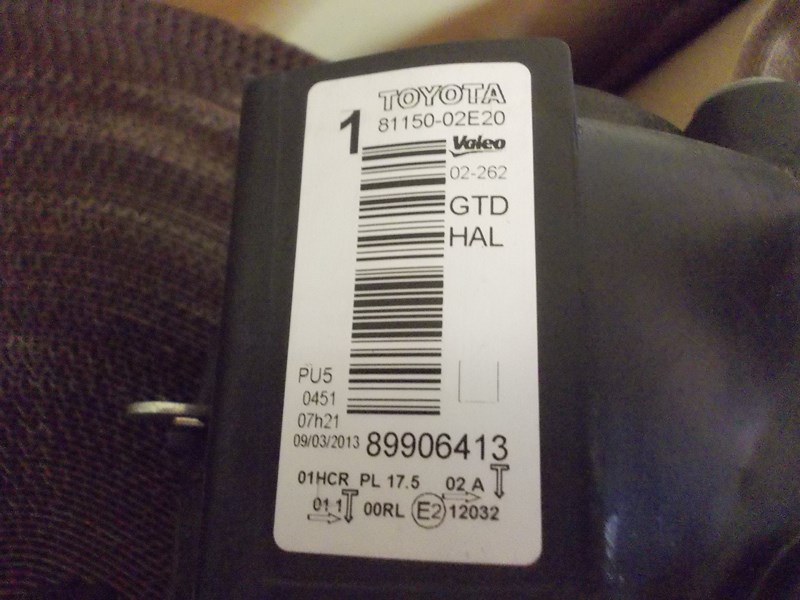 TOYOTA
1
81150-02E20
Valeo
02-262
GTD
HAL
PU5
0451
07h21
09/03/2013 89906413
01HCR PL 17.5 02 A
01 1 00RL E2 12032